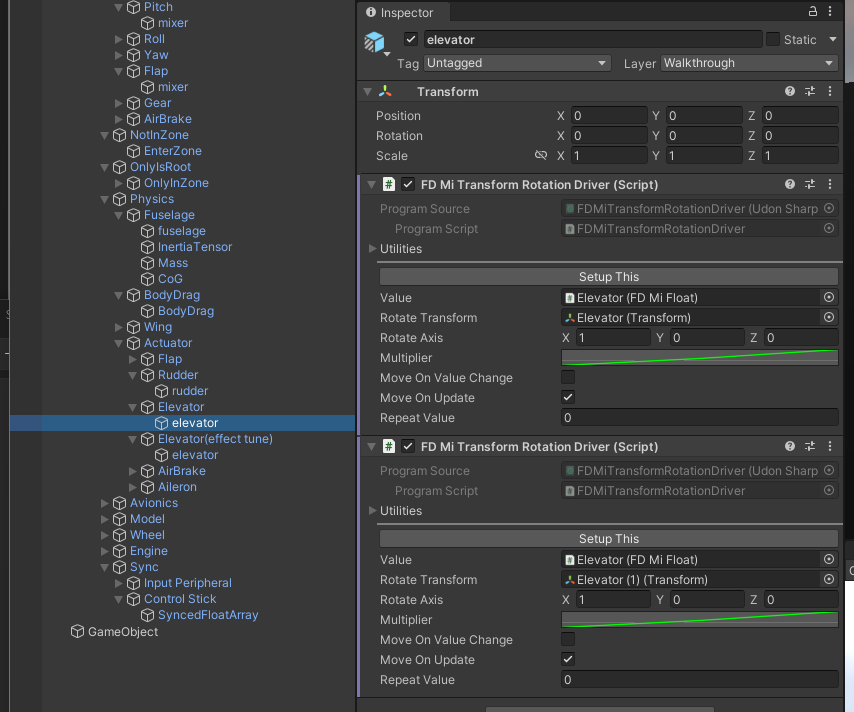 Pitch
mixer
Roll
Yaw
Flap
mixer
Gear
AirBrake
NotInZone
EnterZone
OnlyIsRoot
OnlyInZone
Physics
Fuselage
fuselage
InertiaTensor
Mass
CoG
BodyDrag
BodyDrag
Wing
Actuator
Flap
Rudder
rudder
Elevator
elevator
Elevator(effect tune)
elevator
AirBrake
Aileron
Avionics
Model
Wheel
Engine
Sync
Input Peripheral
Control Stick
SyncedFloatArray
GameObject
Inspector
elevator Static
Tag Untagged Layer Walkthrough
Transform
Position X 0 Y 0 Z 0
Rotation X 0 Y 0 Z 0
Scale X 1 Y 1 Z 1
# FD Mi Transform Rotation Driver (Script)
Program Source FDMiTransformRotationDriver (Udon Sharp
Program Script FDMiTransformRotationDriver
Utilities
Setup This
Value Elevator (FD Mi Float)
Rotate Transform Elevator (Transform)
Rotate Axis X 1 Y 0 Z 0
Multiplier
Move On Value Change
Move On Update
Repeat Value 0
# FD Mi Transform Rotation Driver (Script)
Program Source FDMiTransformRotationDriver (Udon Sharp
Program Script FDMiTransformRotationDriver
Utilities
Setup This
Value Elevator (FD Mi Float)
Rotate Transform Elevator (1) (Transform)
Rotate Axis X 1 Y 0 Z 0
Multiplier
Move On Value Change
Move On Update
Repeat Value 0